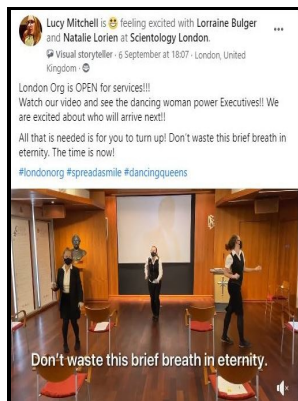 Lucy Mitchell is 😀 feeling excited with Lorraine Bulger
and Natalie Lorien at Scientology London.
Visual storyteller · 6 September at 18:07 · London, United
Kingdom ·
London Org is OPEN for services!!!
Watch our video and see the dancing woman power Executives!! We
are excited about who will arrive next!!
All that is needed is for you to turn up! Don't waste this brief breath in
eternity. The time is now!
#londonorg #spreadasmile #dancingqueens
Don't waste this brief breath in eternity.